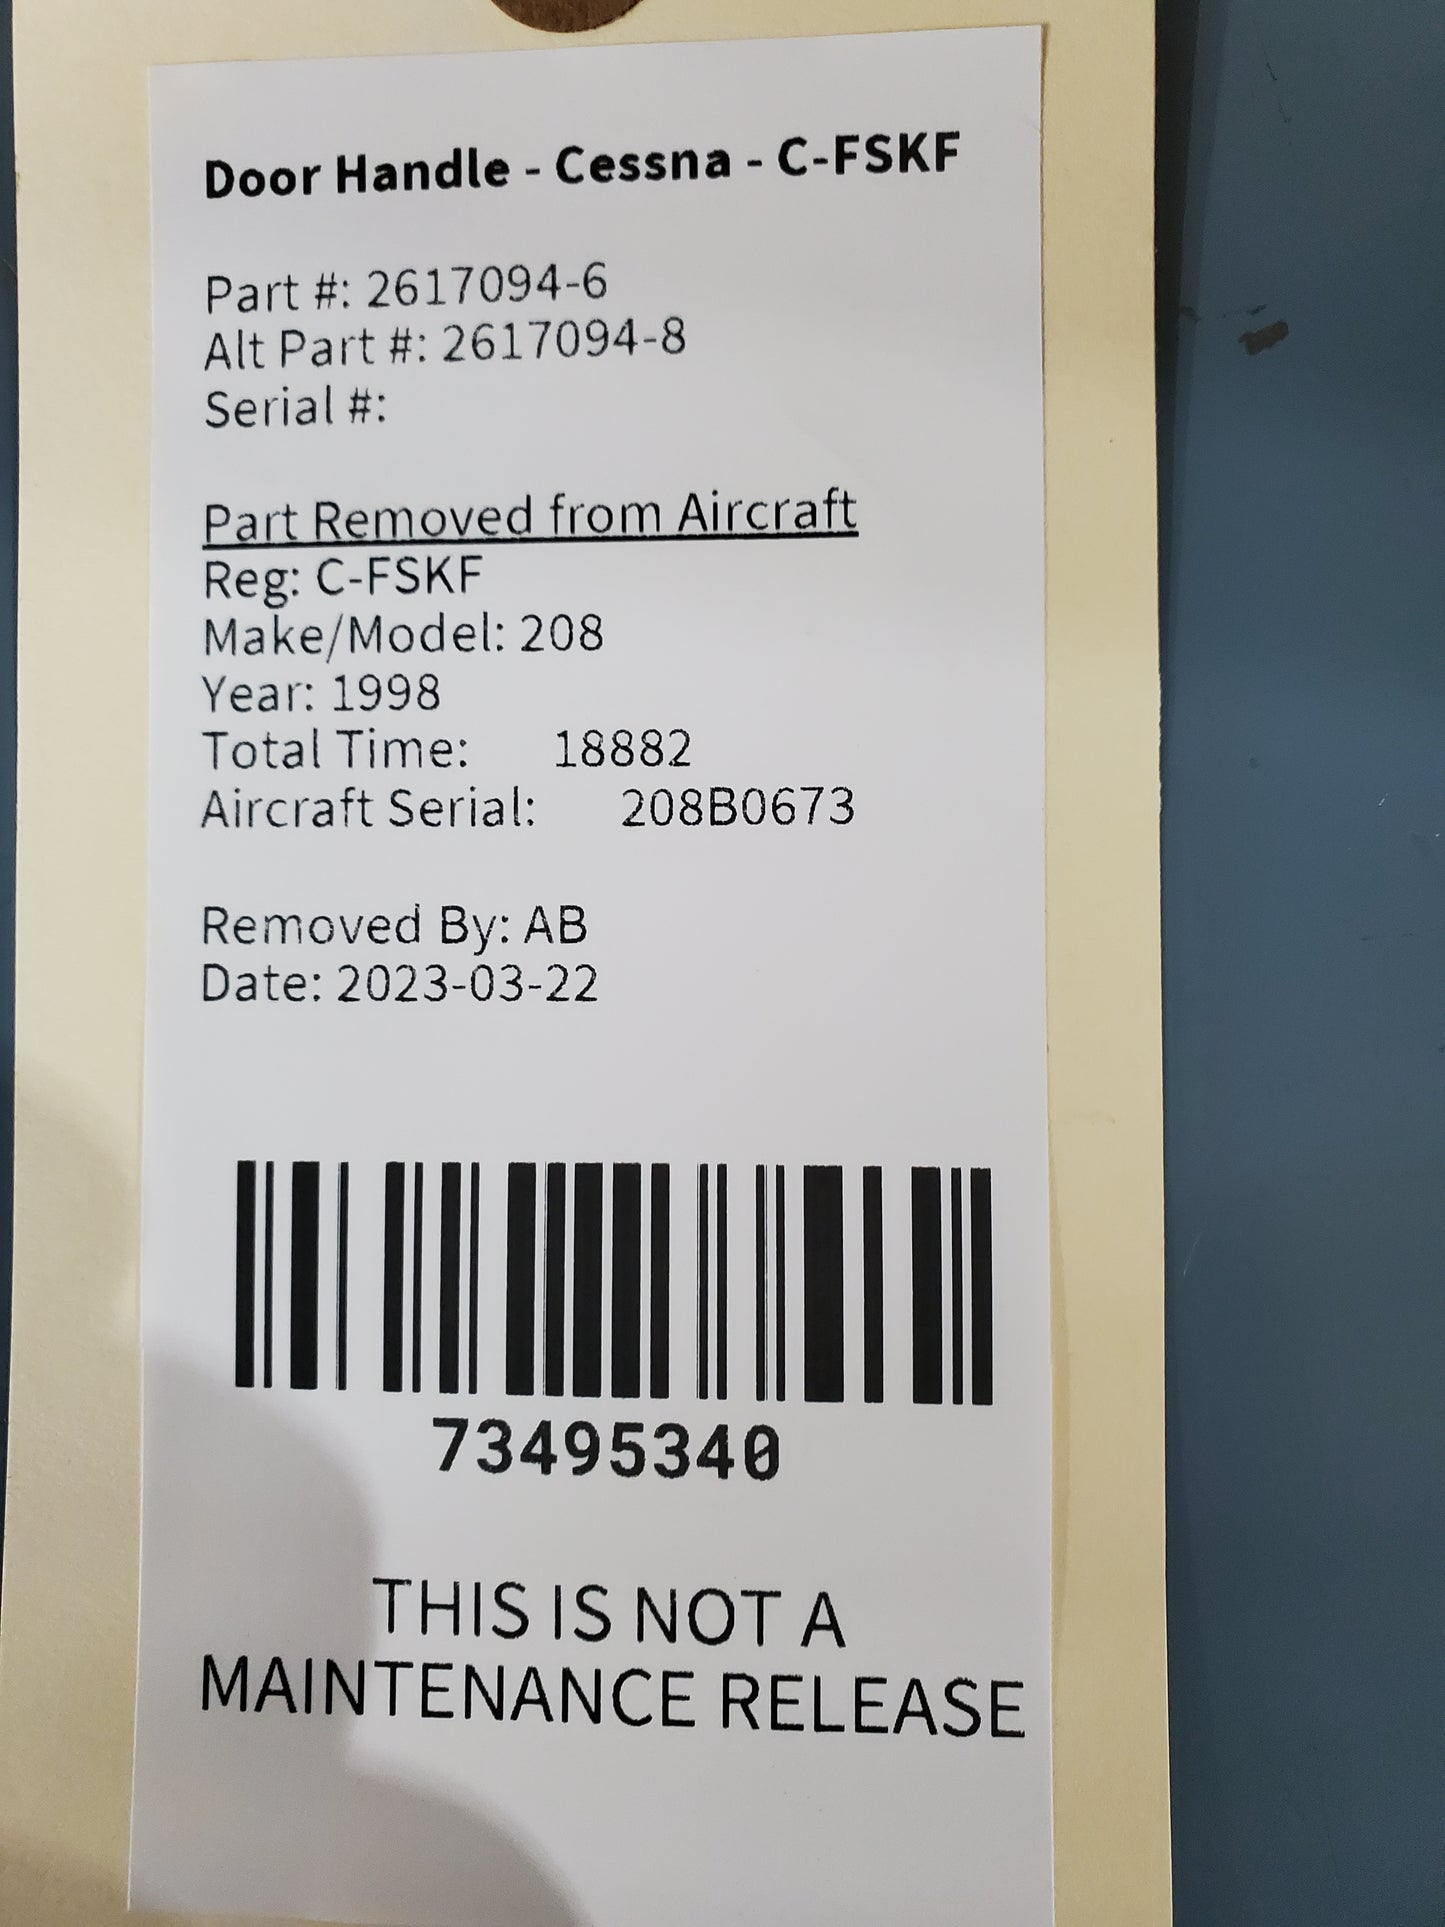 Door Handle - Cessna - C-FSKF
Part #: 2617094-6
Alt Part #: 2617094-8
Serial #:
Part Removed from Aircraft
Reg: C-FSKF
Make/Model: 208
Year: 1998
Total Time: 18882
Aircraft Serial: 208B0673
Removed By: AB
Date: 2023-03-22
73495340
THIS IS NOT A
MAINTENANCE RELEASE